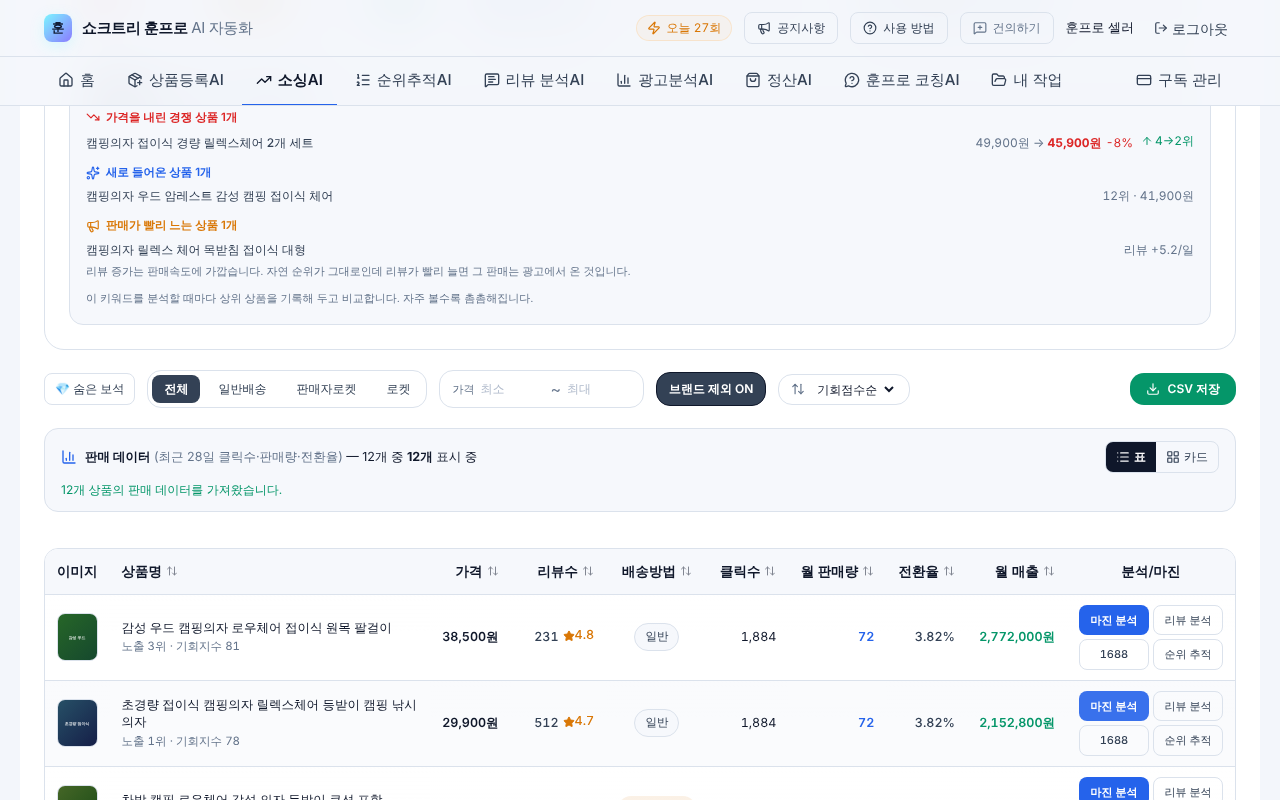 훈 쇼크트리 훈프로 AI 자동화 오늘 27회 공지사항 사용 방법 건의하기 훈프로 셀러 로그아웃
홈 상품등록AI 소싱AI 순위추적AI 리뷰 분석AI 광고분석AI 정산AI 훈프로 코칭AI 내 작업 구독 관리
가격을 내린 경쟁 상품 1개
캠핑의자 접이식 경량 릴렉스체어 2개 세트 49,900원 → 45,900원 -8% ↑ 4→2위
새로 들어온 상품 1개
캠핑의자 우드 암레스트 감성 캠핑 접이식 체어 12위 · 41,900원
판매가 빨리 느는 상품 1개
캠핑의자 릴렉스 체어 목받침 접이식 대형 리뷰 +5.2/일
리뷰 증가는 판매속도에 가깝습니다. 자연 순위가 그대로인데 리뷰가 빨리 늘면 그 판매는 광고에서 온 것입니다.
이 키워드를 분석할 때마다 상위 상품을 기록해 두고 비교합니다. 자주 볼수록 촘촘해집니다.
💎 숨은 보석 전체 일반배송 판매자로켓 로켓 가격 최소 ~ 최대 브랜드 제외 ON 기회점수순 CSV 저장
판매 데이터 (최근 28일 클릭수·판매량·전환율) — 12개 중 12개 표시 중 표 카드
12개 상품의 판매 데이터를 가져왔습니다.
이미지 상품명 가격 리뷰수 배송방법 클릭수 월 판매량 전환율 월 매출 분석/마진
감성 우드 캠핑의자 로우체어 접이식 원목 팔걸이 38,500원 231 4.8 일반 1,884 72 3.82% 2,772,000원 마진 분석 리뷰 분석
노출 3위 · 기회지수 81 1688 순위 추적
초경량 접이식 캠핑의자 릴렉스체어 등받이 캠핑 낚시
의자 29,900원 512 4.7 일반 1,884 72 3.82% 2,152,800원 마진 분석 리뷰 분석
노출 1위 · 기회지수 78 1688 순위 추적
차박 캠핑 로우체어 감성 의자 등받이 쿠션 포함 마진 분석 리뷰 분석